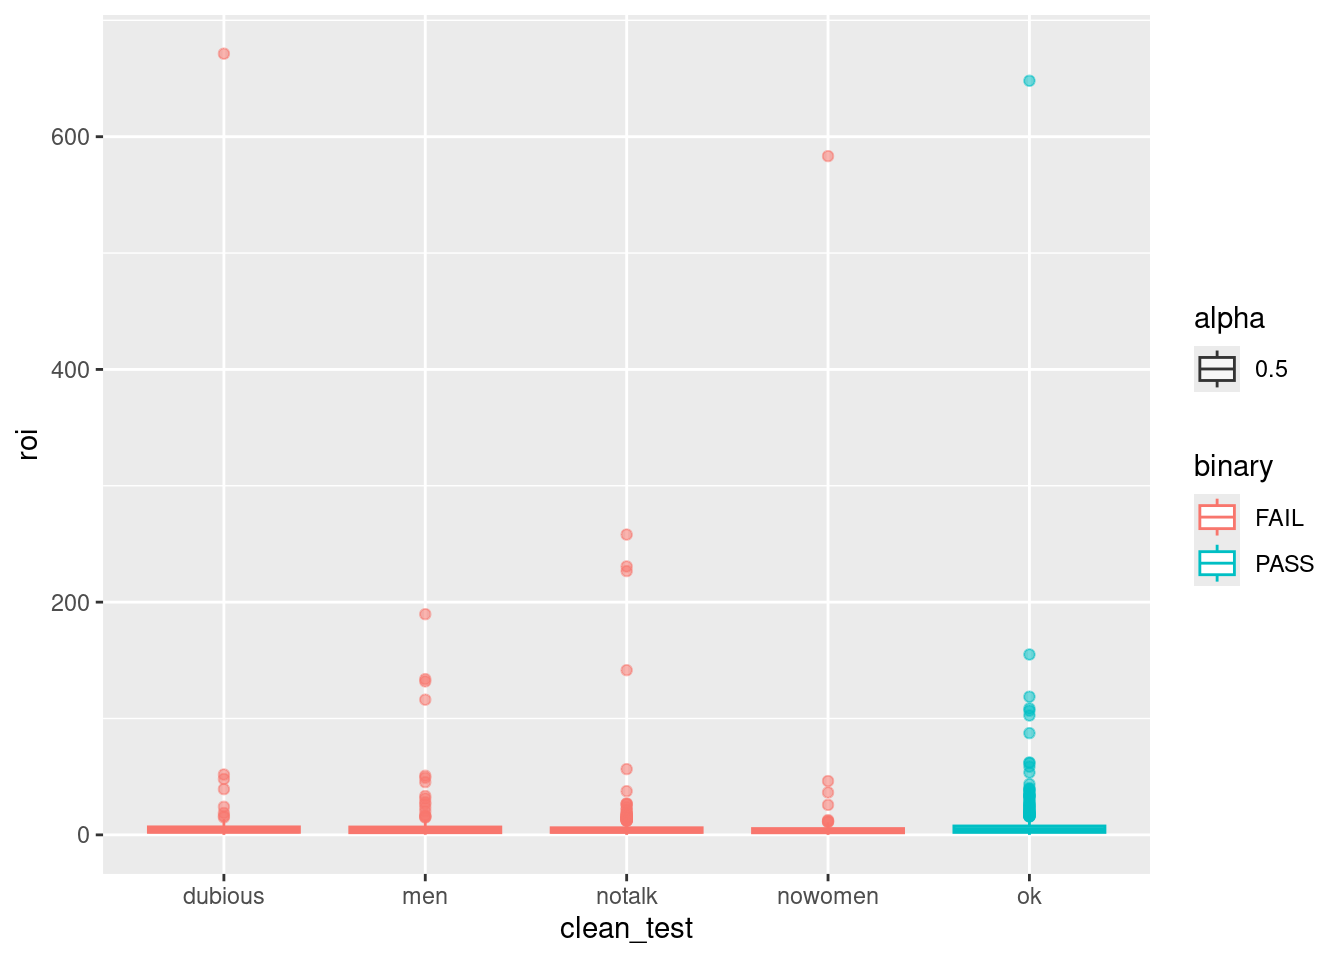 600
400
200
0
roi
dubious
men
notalk
nowomen
ok
clean_test
alpha
0.5
binary
FAIL
PASS